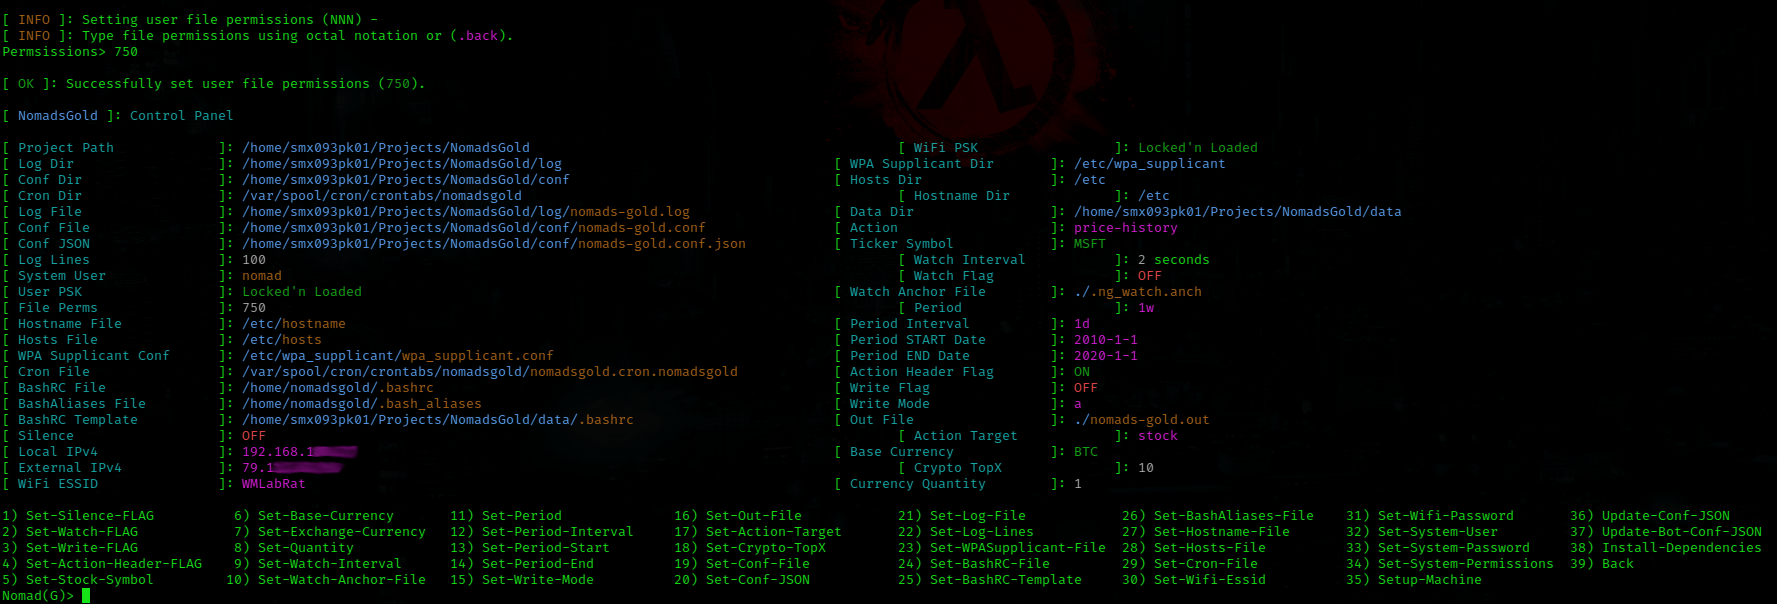 [ INFO ]: Setting user file permissions (NNN) -
[ INFO ]: Type file permissions using octal notation or (.back).
Permsissions> 750
[ OK ]: Successfully set user file permissions (750).
[ NomadsGold ]: Control Panel
[ Project Path ]: /home/smx093pk01/Projects/NomadsGold [ WiFi PSK ]: Locked'n Loaded
[ Log Dir ]: /home/smx093pk01/Projects/NomadsGold/log [ WPA Supplicant Dir ]: /etc/wpa_supplicant
[ Conf Dir ]: /home/smx093pk01/Projects/NomadsGold/conf [ Hosts Dir ]: /etc
[ Cron Dir ]: /var/spool/cron/crontabs/nomadsgold [ Hostname Dir ]: /etc
[ Log File ]: /home/smx093pk01/Projects/NomadsGold/log/nomads-gold.log [ Data Dir ]: /home/smx093pk01/Projects/NomadsGold/data
[ Conf File ]: /home/smx093pk01/Projects/NomadsGold/conf/nomads-gold.conf [ Action ]: price-history
[ Conf JSON ]: /home/smx093pk01/Projects/NomadsGold/conf/nomads-gold.conf.json [ Ticker Symbol ]: MSFT
[ Log Lines ]: 100 [ Watch Interval ]: 2 seconds
[ System User ]: nomad [ Watch Flag ]: OFF
[ User PSK ]: Locked'n Loaded [ Watch Anchor File ]: ./.ng_watch.anch
[ File Perms ]: 750 [ Period ]: 1w
[ Hostname File ]: /etc/hostname [ Period Interval ]: 1d
[ Hosts File ]: /etc/hosts [ Period START Date ]: 2010-1-1
[ WPA Supplicant Conf ]: /etc/wpa_supplicant/wpa_supplicant.conf [ Period END Date ]: 2020-1-1
[ Cron File ]: /var/spool/cron/crontabs/nomadsgold/nomadsgold.cron.nomadsgold [ Action Header Flag ]: ON
[ BashRC File ]: /home/nomadsgold/.bashrc [ Write Flag ]: OFF
[ BashAliases File ]: /home/nomadsgold/.bash_aliases [ Write Mode ]: a
[ BashRC Template ]: /home/smx093pk01/Projects/NomadsGold/data/.bashrc [ Out File ]: ./nomads-gold.out
[ Silence ]: OFF [ Action Target ]: stock
[ Local IPv4 ]: 192.168.1 [ Base Currency ]: BTC
[ External IPv4 ]: 79.1 [ Crypto TopX ]: 10
[ WiFi ESSID ]: WMLabRat [ Currency Quantity ]: 1
1) Set-Silence-FLAG 6) Set-Base-Currency 11) Set-Period 16) Set-Out-File 21) Set-Log-File 26) Set-BashAliases-File 31) Set-Wifi-Password 36) Update-Conf-JSON
2) Set-Watch-FLAG 7) Set-Exchange-Currency 12) Set-Period-Interval 17) Set-Action-Target 22) Set-Log-Lines 27) Set-Hostname-File 32) Set-System-User 37) Update-Bot-Conf-JSON
3) Set-Write-FLAG 8) Set-Quantity 13) Set-Period-Start 18) Set-Crypto-TopX 23) Set-WPASupplicant-File 28) Set-Hosts-File 33) Set-System-Password 38) Install-Dependencies
4) Set-Action-Header-FLAG 9) Set-Watch-Interval 14) Set-Period-End 19) Set-Conf-File 24) Set-BashRC-File 29) Set-Cron-File 34) Set-System-Permissions 39) Back
5) Set-Stock-Symbol 10) Set-Watch-Anchor-File 15) Set-Write-Mode 20) Set-Conf-JSON 25) Set-BashRC-Template 30) Set-Wifi-Essid 35) Setup-Machine
Nomad(G)>